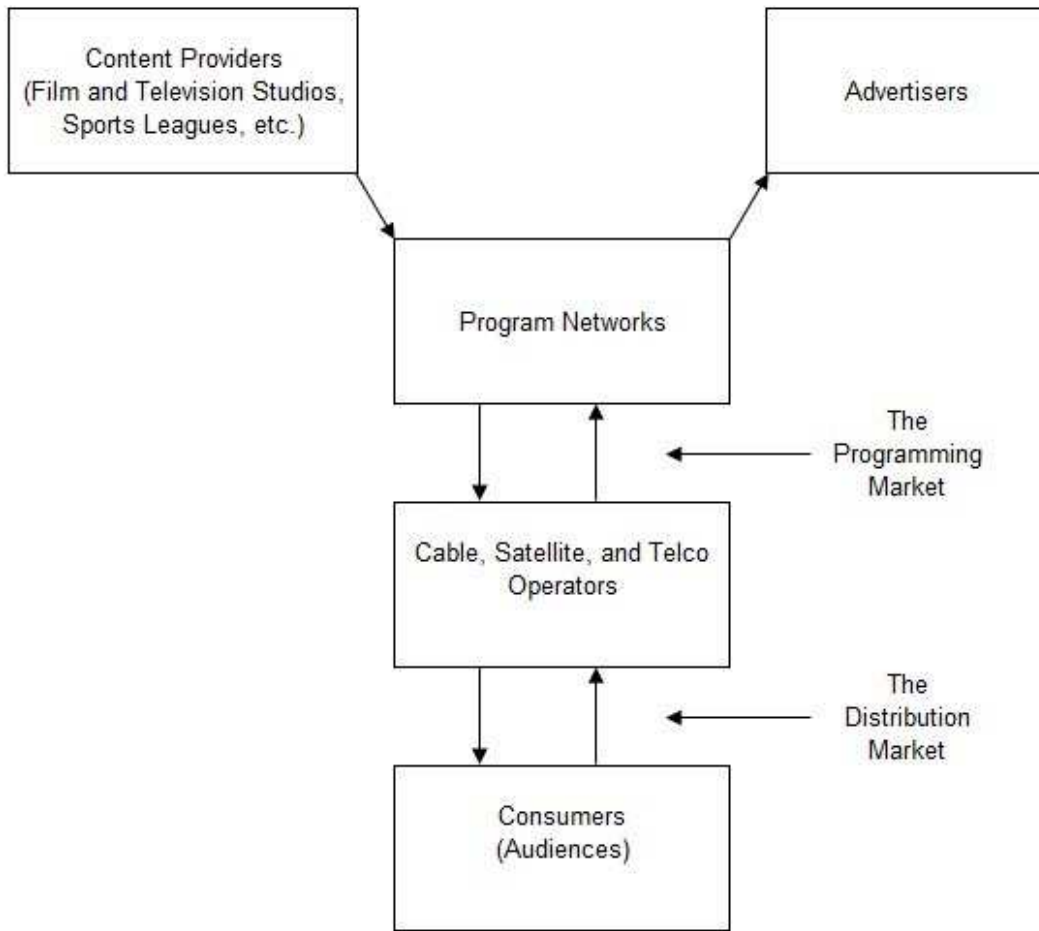 Content Providers
(Film and Television Studios,
Sports Leagues, etc.)
Advertisers
Program Networks
The
Programming
Market
Cable, Satellite, and Telco
Operators
The
Distribution
Market
Consumers
(Audiences)